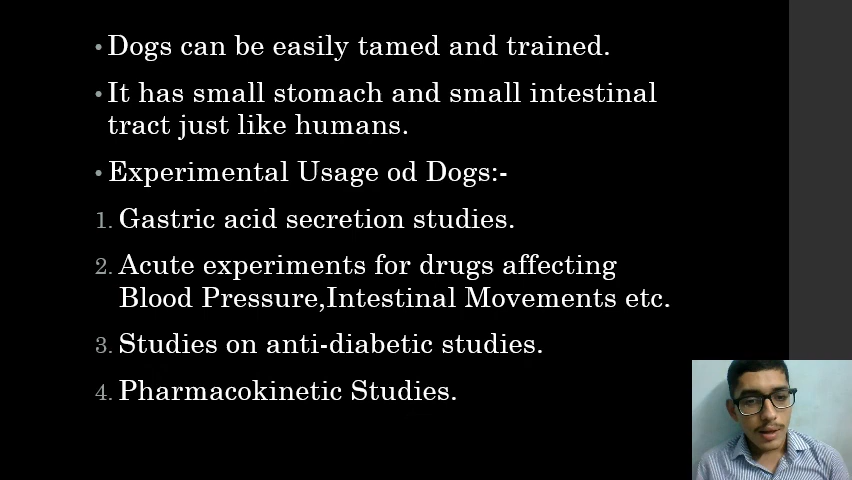 • Dogs can be easily tamed and trained.
• It has small stomach and small intestinal
tract just like humans.
• Experimental Usage od Dogs:-
1. Gastric acid secretion studies.
2. Acute experiments for drugs affecting
Blood Pressure,Intestinal Movements etc.
3. Studies on anti-diabetic studies.
4. Pharmacokinetic Studies.